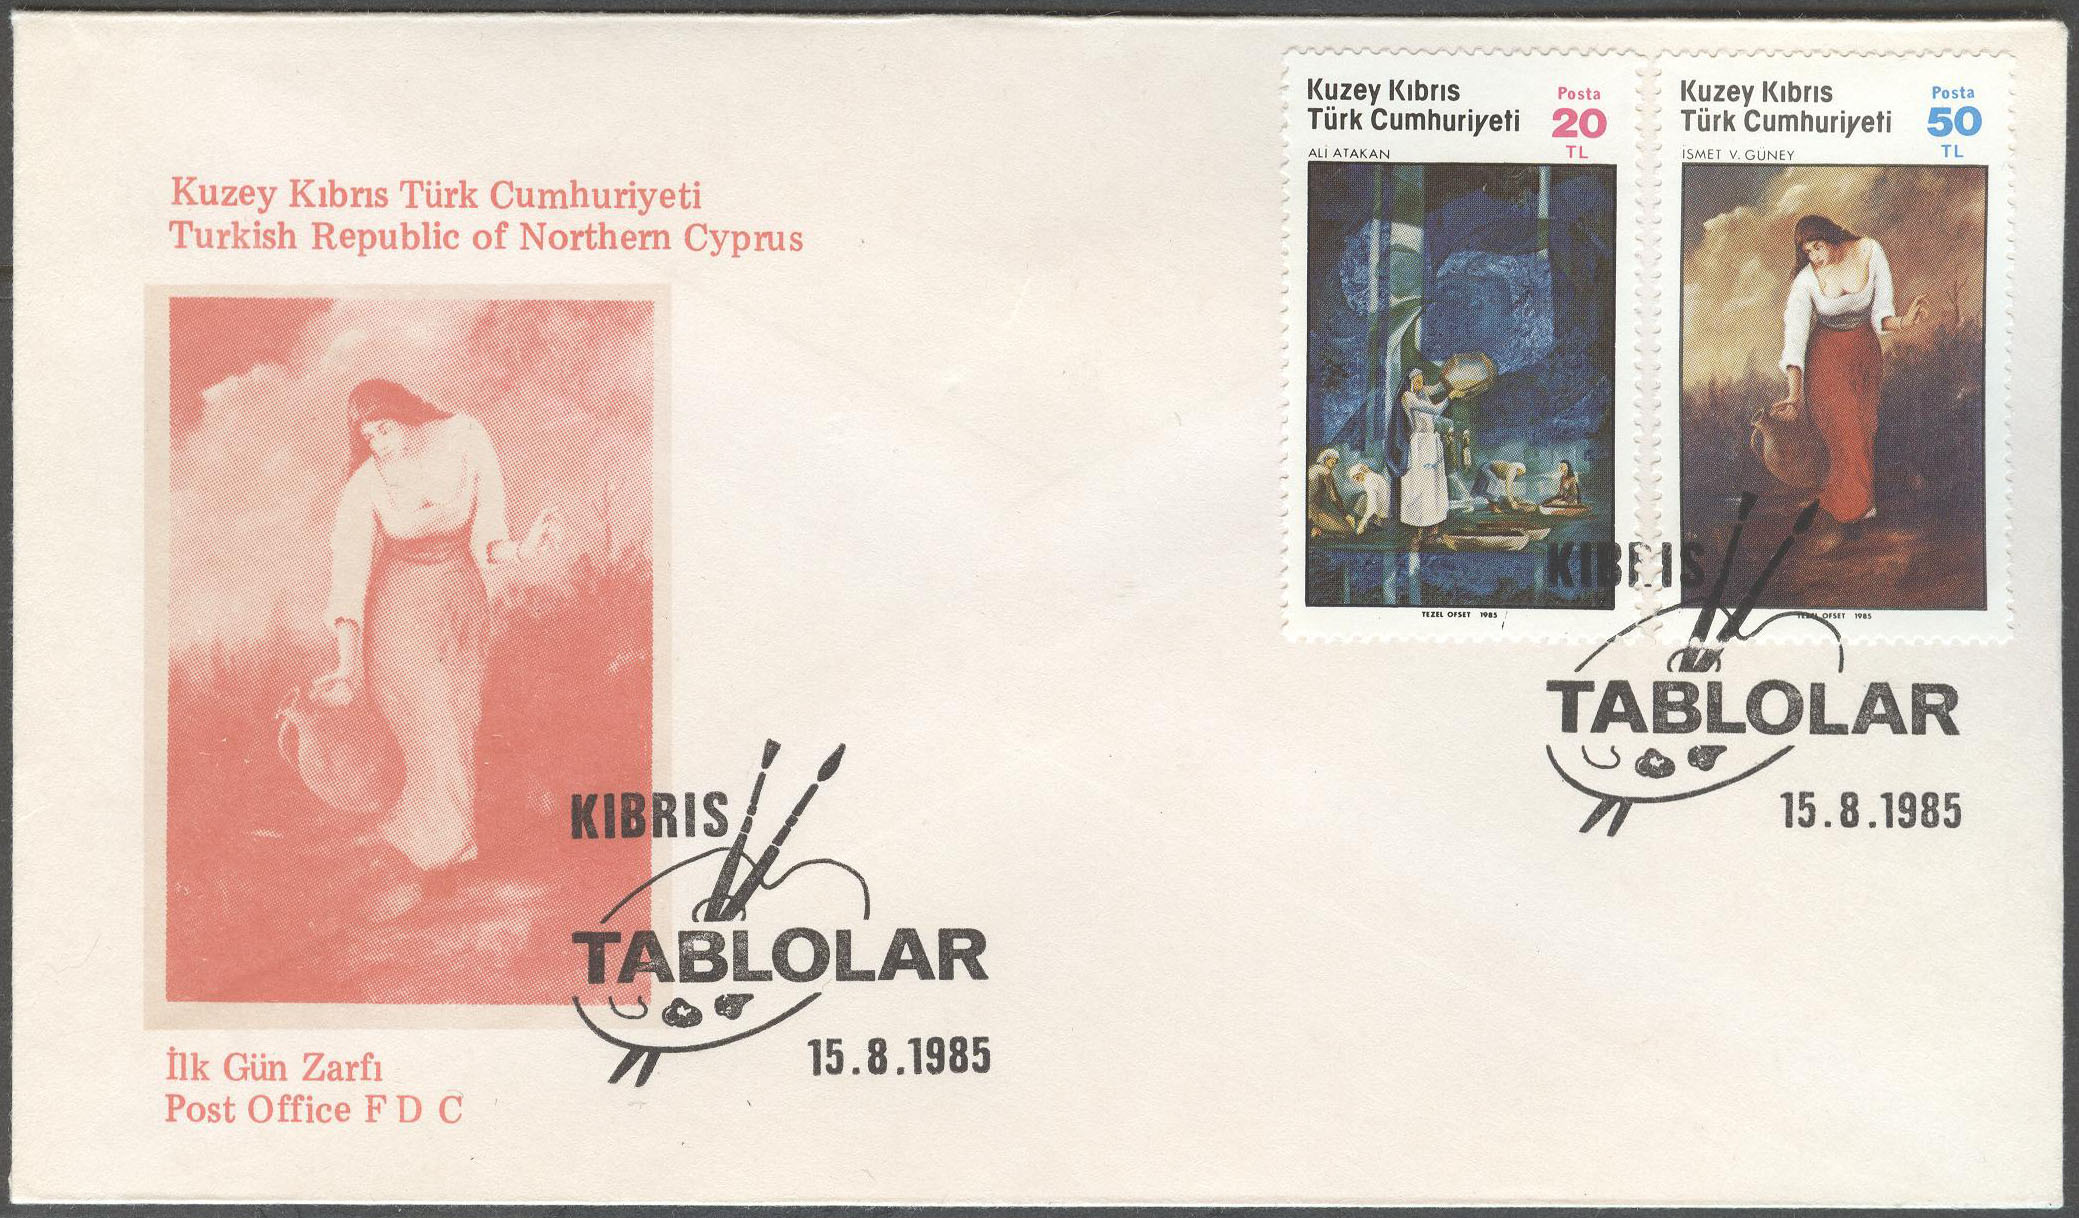 Kuzey Kıbrıs Türk Cumhuriyeti
Turkish Republic of Northern Cyprus
Kuzey Kıbrıs
Türk Cumhuriyeti
Posta
20
TL
ALİ ATAKAN
TEZEL OFSET 1985
Kuzey Kıbrıs
Türk Cumhuriyeti
Posta
50
TL
İSMET V. GÜNEY
TEZEL OFSET 1985
KIBRIS
TABLOLAR
15.8.1985
KIBRIS
TABLOLAR
15.8.1985
İlk Gün Zarfı
Post Office F D C